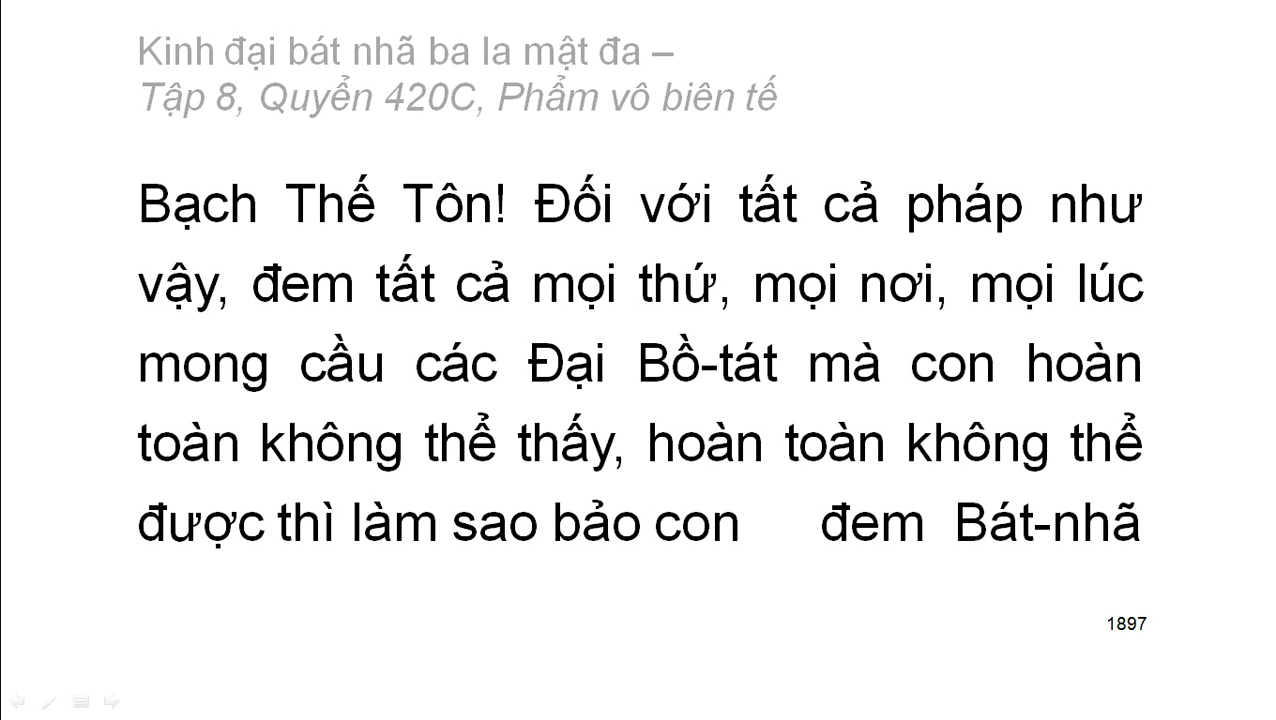 Kinh đại bát nhã ba la mật đa –
Tập 8, Quyển 420C, Phẩm vô biên tế
Bạch Thế Tôn! Đối với tất cả pháp như
vậy, đem tất cả mọi thứ, mọi nơi, mọi lúc
mong cầu các Đại Bồ-tát mà con hoàn
toàn không thể thấy, hoàn toàn không thể
được thì làm sao bảo con đem Bát-nhã
1897